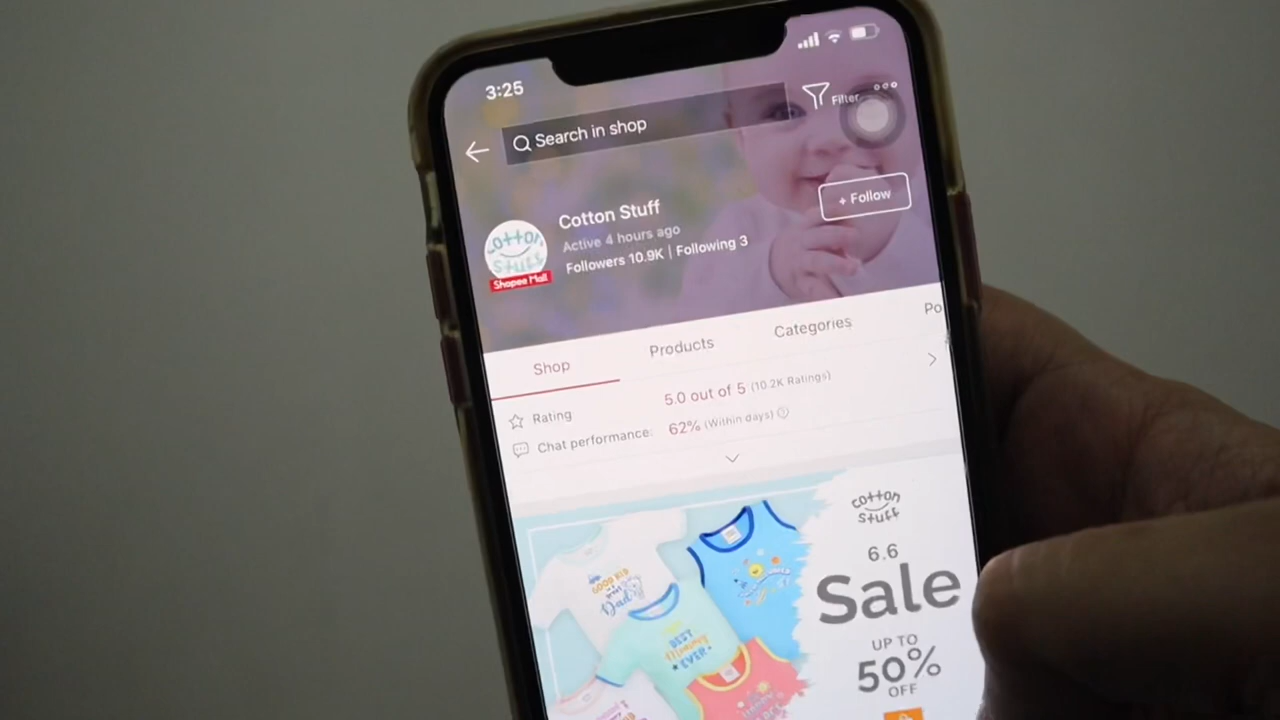 3:25
Search in shop
Filter
Cotton Stuff
Active 4 hours ago
+ Follow
Followers 10.9K | Following 3
cotton
stuff
Shopee Mall
Shop
Products
Categories
Po
Rating
5.0 out of 5 (10.2K Ratings)
Chat performance:
62% (Within days)
cotton
stuff
6.6
Sale
UP TO
50%
OFF
GOOD KID
Dad
BEST
Mommy
EVER